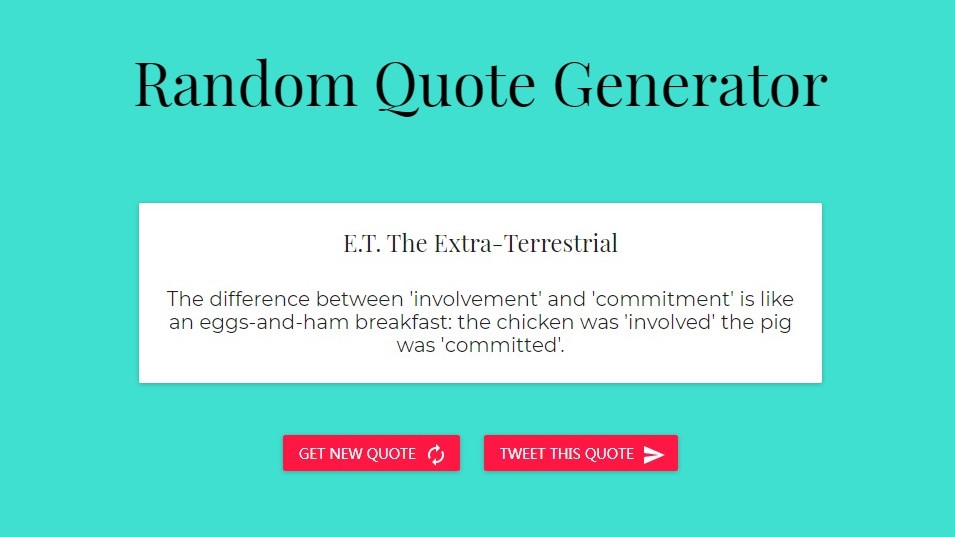 Random Quote Generator
E.T. The Extra-Terrestrial
The difference between 'involvement' and 'commitment' is like
an eggs-and-ham breakfast: the chicken was 'involved' the pig
was 'committed'.
GET NEW QUOTE
TWEET THIS QUOTE